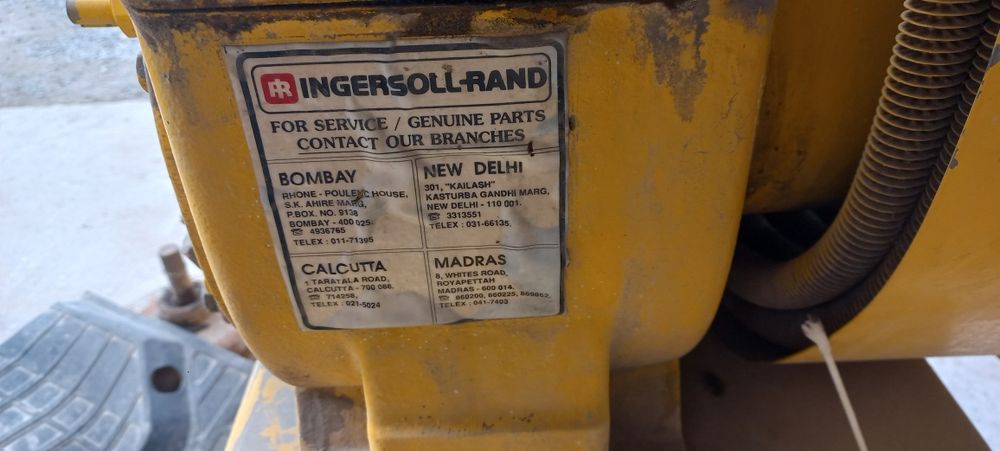 IR INGERSOLL-RAND
FOR SERVICE / GENUINE PARTS
CONTACT OUR BRANCHES
BOMBAY
RHONE - POULENC HOUSE,
S.K. AHIRE MARG,
P.BOX. NO. 9138
BOMBAY - 400 025.
☎ 4936765
TELEX : 011-71395
NEW DELHI
301, "KAILASH"
KASTURBA GANDHI MARG,
NEW DELHI - 110 001.
☎ 3313551
TELEX : 031-66135,
CALCUTTA
1 TARATALA ROAD,
CALCUTTA - 700 088.
☎ 714258,
TELEX : 021-5024
MADRAS
8, WHITES ROAD,
ROYAPETTAH
MADRAS - 600 014.
☎ 860200, 860225, 869862,
TELEX : 041-7403